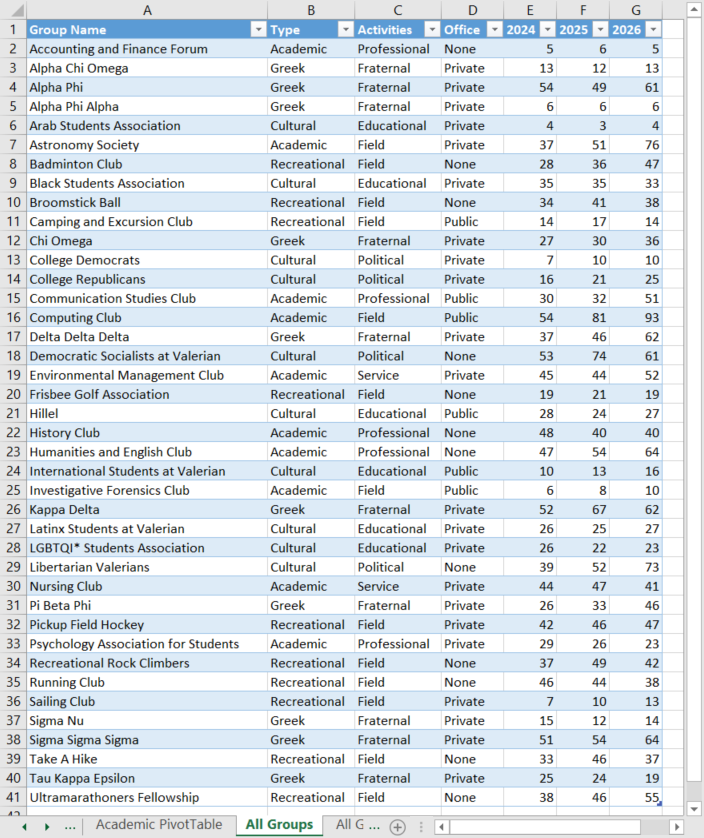 A B C D E F G
1 Group Name Type Activities Office 2024 2025 2026
2 Accounting and Finance Forum Academic Professional None 5 6 5
3 Alpha Chi Omega Greek Fraternal Private 13 12 13
4 Alpha Phi Greek Fraternal Private 54 49 61
5 Alpha Phi Alpha Greek Fraternal Private 6 6 6
6 Arab Students Association Cultural Educational Private 4 3 4
7 Astronomy Society Academic Field Private 37 51 76
8 Badminton Club Recreational Field None 28 36 47
9 Black Students Association Cultural Educational Private 35 35 33
10 Broomstick Ball Recreational Field None 34 41 38
11 Camping and Excursion Club Recreational Field Public 14 17 14
12 Chi Omega Greek Fraternal Private 27 30 36
13 College Democrats Cultural Political Private 7 10 10
14 College Republicans Cultural Political Private 16 21 25
15 Communication Studies Club Academic Professional Public 30 32 51
16 Computing Club Academic Field Public 54 81 93
17 Delta Delta Delta Greek Fraternal Private 37 46 62
18 Democratic Socialists at Valerian Cultural Political None 53 74 61
19 Environmental Management Club Academic Service Private 45 44 52
20 Frisbee Golf Association Recreational Field None 19 21 19
21 Hillel Cultural Educational Public 28 24 27
22 History Club Academic Professional None 48 40 40
23 Humanities and English Club Academic Professional None 47 54 64
24 International Students at Valerian Cultural Educational Public 10 13 16
25 Investigative Forensics Club Academic Field Public 6 8 10
26 Kappa Delta Greek Fraternal Private 52 67 62
27 Latinx Students at Valerian Cultural Educational Private 26 25 27
28 LGBTQI* Students Association Cultural Educational Private 26 22 23
29 Libertarian Valerians Cultural Political None 39 52 73
30 Nursing Club Academic Service Private 44 47 41
31 Pi Beta Phi Greek Fraternal Private 26 33 46
32 Pickup Field Hockey Recreational Field Private 42 46 47
33 Psychology Association for Students Academic Professional Private 29 26 23
34 Recreational Rock Climbers Recreational Field None 37 49 42
35 Running Club Recreational Field None 46 44 38
36 Sailing Club Recreational Field Private 7 10 13
37 Sigma Nu Greek Fraternal Private 15 12 14
38 Sigma Sigma Sigma Greek Fraternal Private 51 54 64
39 Take A Hike Recreational Field None 33 46 37
40 Tau Kappa Epsilon Greek Fraternal Private 25 24 19
41 Ultramarathoners Fellowship Recreational Field None 38 46 55
... Academic PivotTable All Groups All G ...